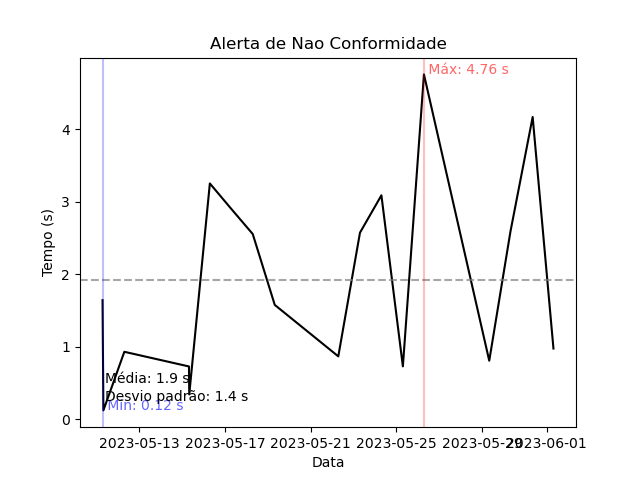 Alerta de Nao Conformidade
Máx: 4.76 s
4
3
2
1
0
Tempo (s)
Média: 1.9 s
Desvio padrão: 1.4 s
Min: 0.12 s
2023-05-13 2023-05-17 2023-05-21 2023-05-25 2023-05-29 2023-06-01
Data